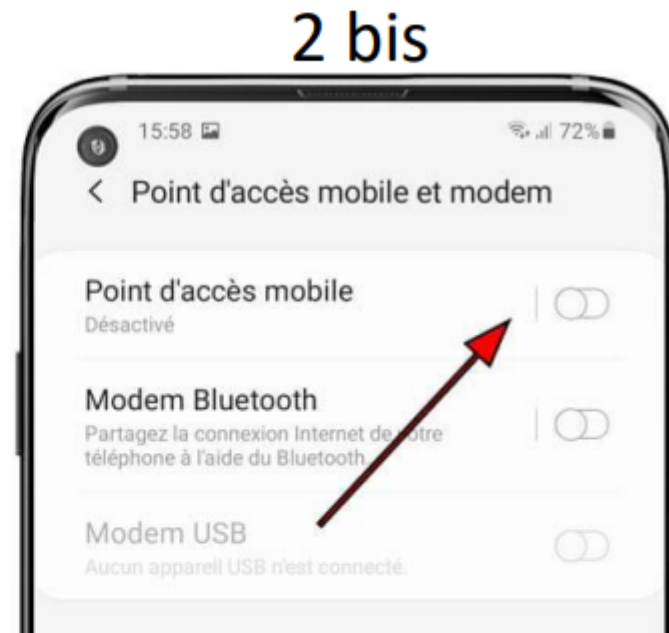 2 bis
15:58 72%
Point d'accès mobile et modem
Point d'accès mobile
Désactivé
Modem Bluetooth
Partagez la connexion Internet de votre
téléphone à l'aide du Bluetooth.
Modem USB
Aucun appareil USB n'est connecté.